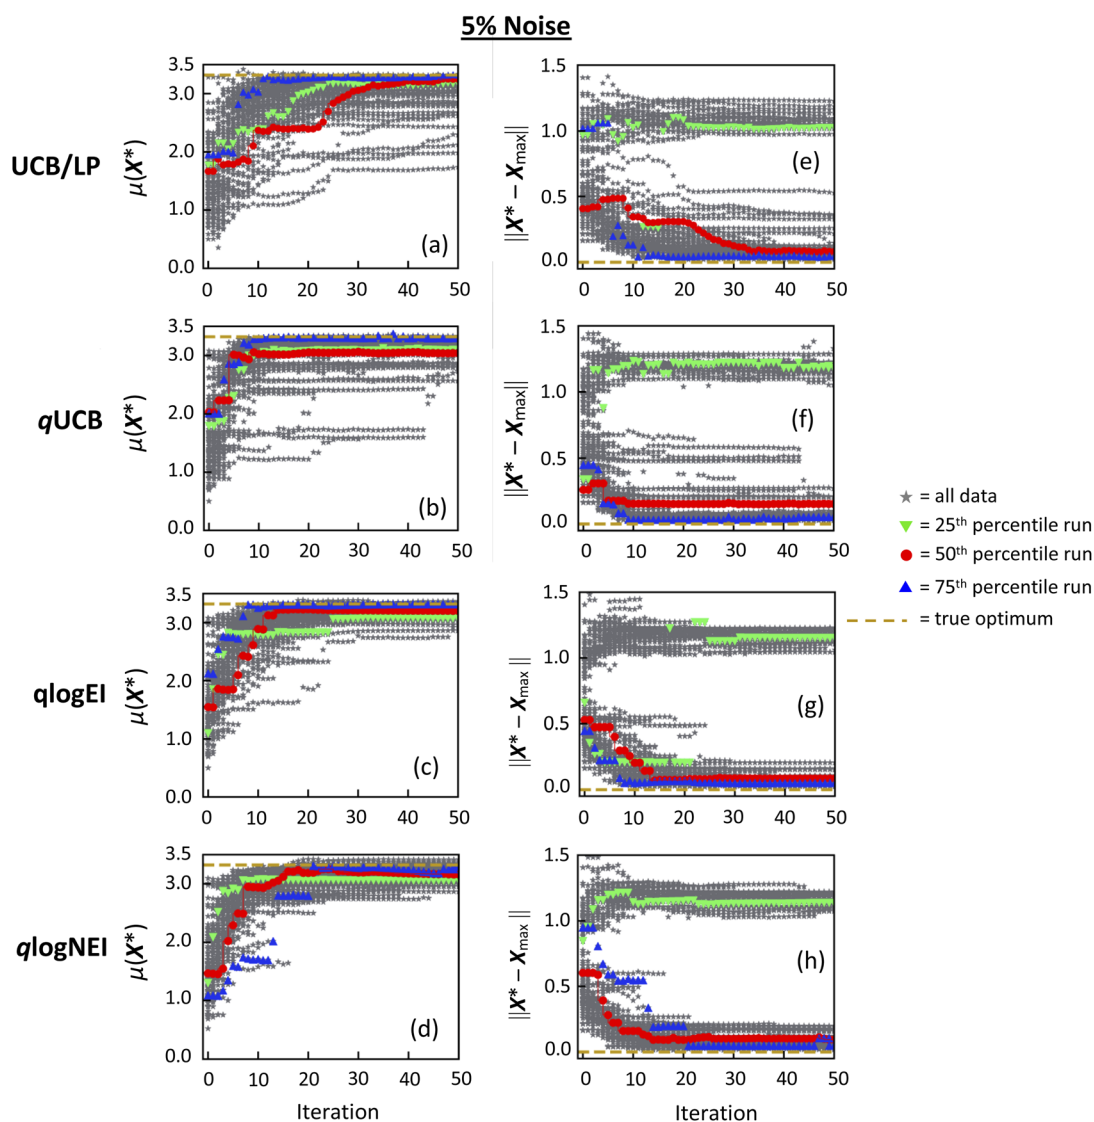 5% Noise
UCB/LP
μ(X*)
3.5
3.0
2.0
1.0
0.0
0 10 20 30 40 50
(a)
||X* − Xmax||
1.5
1.0
0.5
0.0
0 10 20 30 40 50
(e)
qUCB
μ(X*)
3.5
3.0
2.0
1.0
0.0
0 10 20 30 40 50
(b)
||X* − Xmax||
1.5
1.0
0.5
0.0
0 10 20 30 40 50
(f)
★ = all data
▼ = 25th percentile run
● = 50th percentile run
▲ = 75th percentile run
= true optimum
qlogEI
μ(X*)
3.5
3.0
2.0
1.0
0.0
0 10 20 30 40 50
(c)
||X* − Xmax||
1.5
1.0
0.5
0.0
0 10 20 30 40 50
(g)
qlogNEI
μ(X*)
3.5
3.0
2.0
1.0
0.0
0 10 20 30 40 50
(d)
Iteration
||X* − Xmax||
1.5
1.0
0.5
0.0
0 10 20 30 40 50
(h)
Iteration